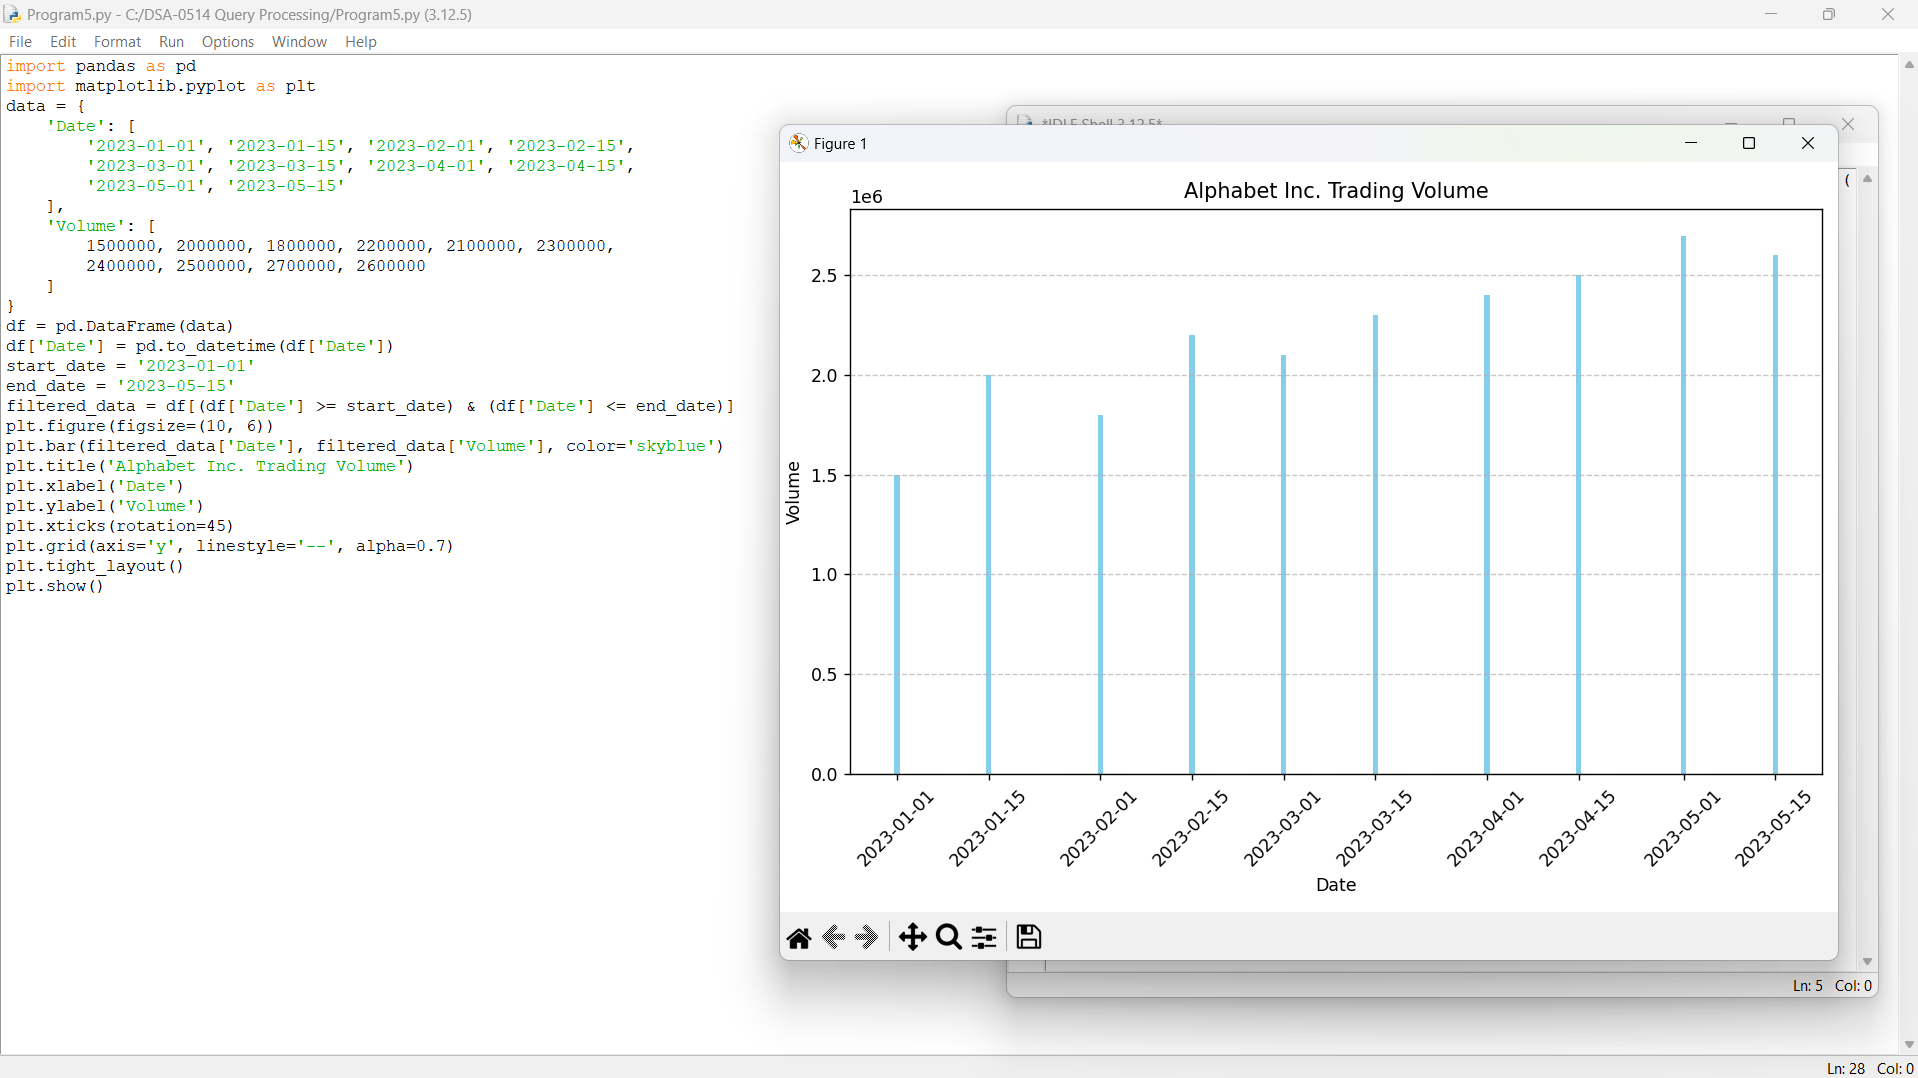 Program5.py - C:/DSA-0514 Query Processing/Program5.py (3.12.5)
File Edit Format Run Options Window Help
import pandas as pd
import matplotlib.pyplot as plt
data = {
    'Date': [
        '2023-01-01', '2023-01-15', '2023-02-01', '2023-02-15',
        '2023-03-01', '2023-03-15', '2023-04-01', '2023-04-15',
        '2023-05-01', '2023-05-15'
    ],
    'Volume': [
        1500000, 2000000, 1800000, 2200000, 2100000, 2300000,
        2400000, 2500000, 2700000, 2600000
    ]
}
df = pd.DataFrame(data)
df['Date'] = pd.to_datetime(df['Date'])
start_date = '2023-01-01'
end_date = '2023-05-15'
filtered_data = df[(df['Date'] >= start_date) & (df['Date'] <= end_date)]
plt.figure(figsize=(10, 6))
plt.bar(filtered_data['Date'], filtered_data['Volume'], color='skyblue')
plt.title('Alphabet Inc. Trading Volume')
plt.xlabel('Date')
plt.ylabel('Volume')
plt.xticks(rotation=45)
plt.grid(axis='y', linestyle='--', alpha=0.7)
plt.tight_layout()
plt.show()
*IDLE Shell 3.12.5*
(
Figure 1
Alphabet Inc. Trading Volume
1e6
2.5
2.0
1.5
1.0
0.5
0.0
Volume
2023-01-01
2023-01-15
2023-02-01
2023-02-15
2023-03-01
2023-03-15
2023-04-01
2023-04-15
2023-05-01
2023-05-15
Date
Ln: 5 Col: 0
Ln: 28 Col: 0